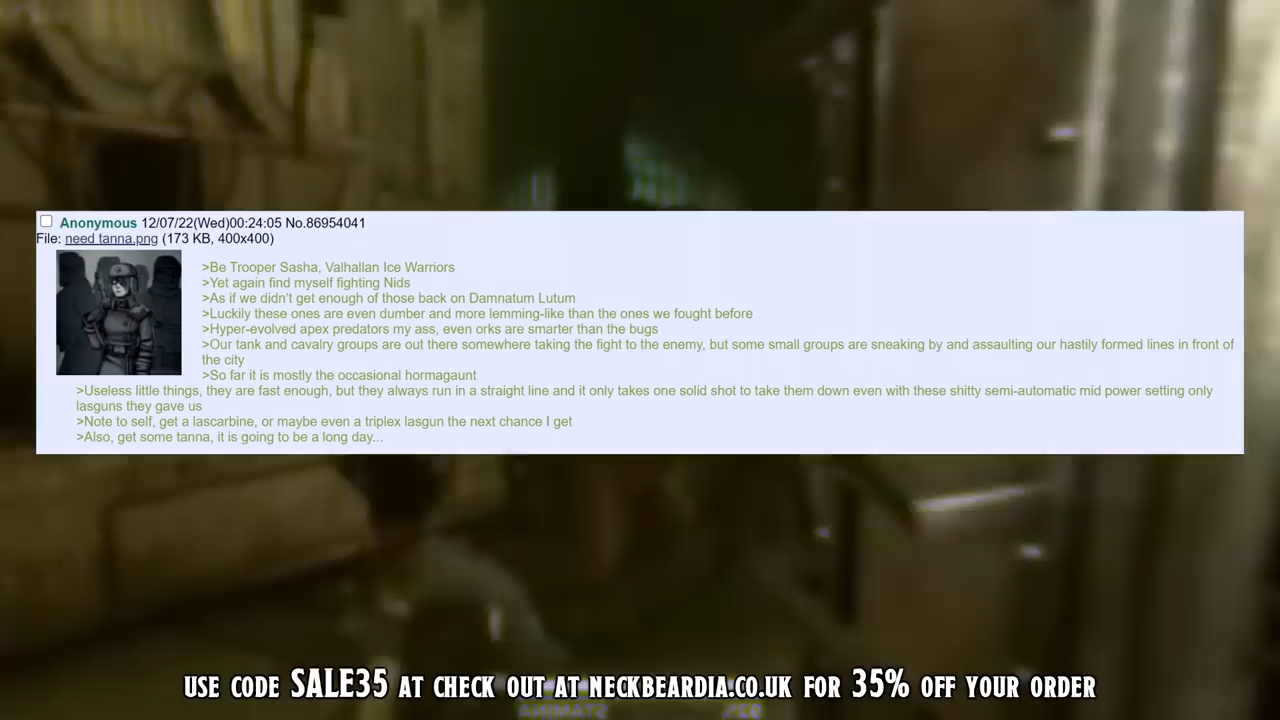 Anonymous 12/07/22(Wed)00:24:05 No.86954041
File: need tanna.png (173 KB, 400x400)
>Be Trooper Sasha, Valhallan Ice Warriors
>Yet again find myself fighting Nids
>As if we didn't get enough of those back on Damnatum Lutum
>Luckily these ones are even dumber and more lemming-like than the ones we fought before
>Hyper-evolved apex predators my ass, even orks are smarter than the bugs
>Our tank and cavalry groups are out there somewhere taking the fight to the enemy, but some small groups are sneaking by and assaulting our hastily formed lines in front of
the city
>So far it is mostly the occasional hormagaunt
>Useless little things, they are fast enough, but they always run in a straight line and it only takes one solid shot to take them down even with these shitty semi-automatic mid power setting only
lasguns they gave us
>Note to self, get a lascarbine, or maybe even a triplex lasgun the next chance I get
>Also, get some tanna, it is going to be a long day...
USE CODE SALE35 AT CHECK OUT AT NECKBEARDIA.CO.UK FOR 35% OFF YOUR ORDER